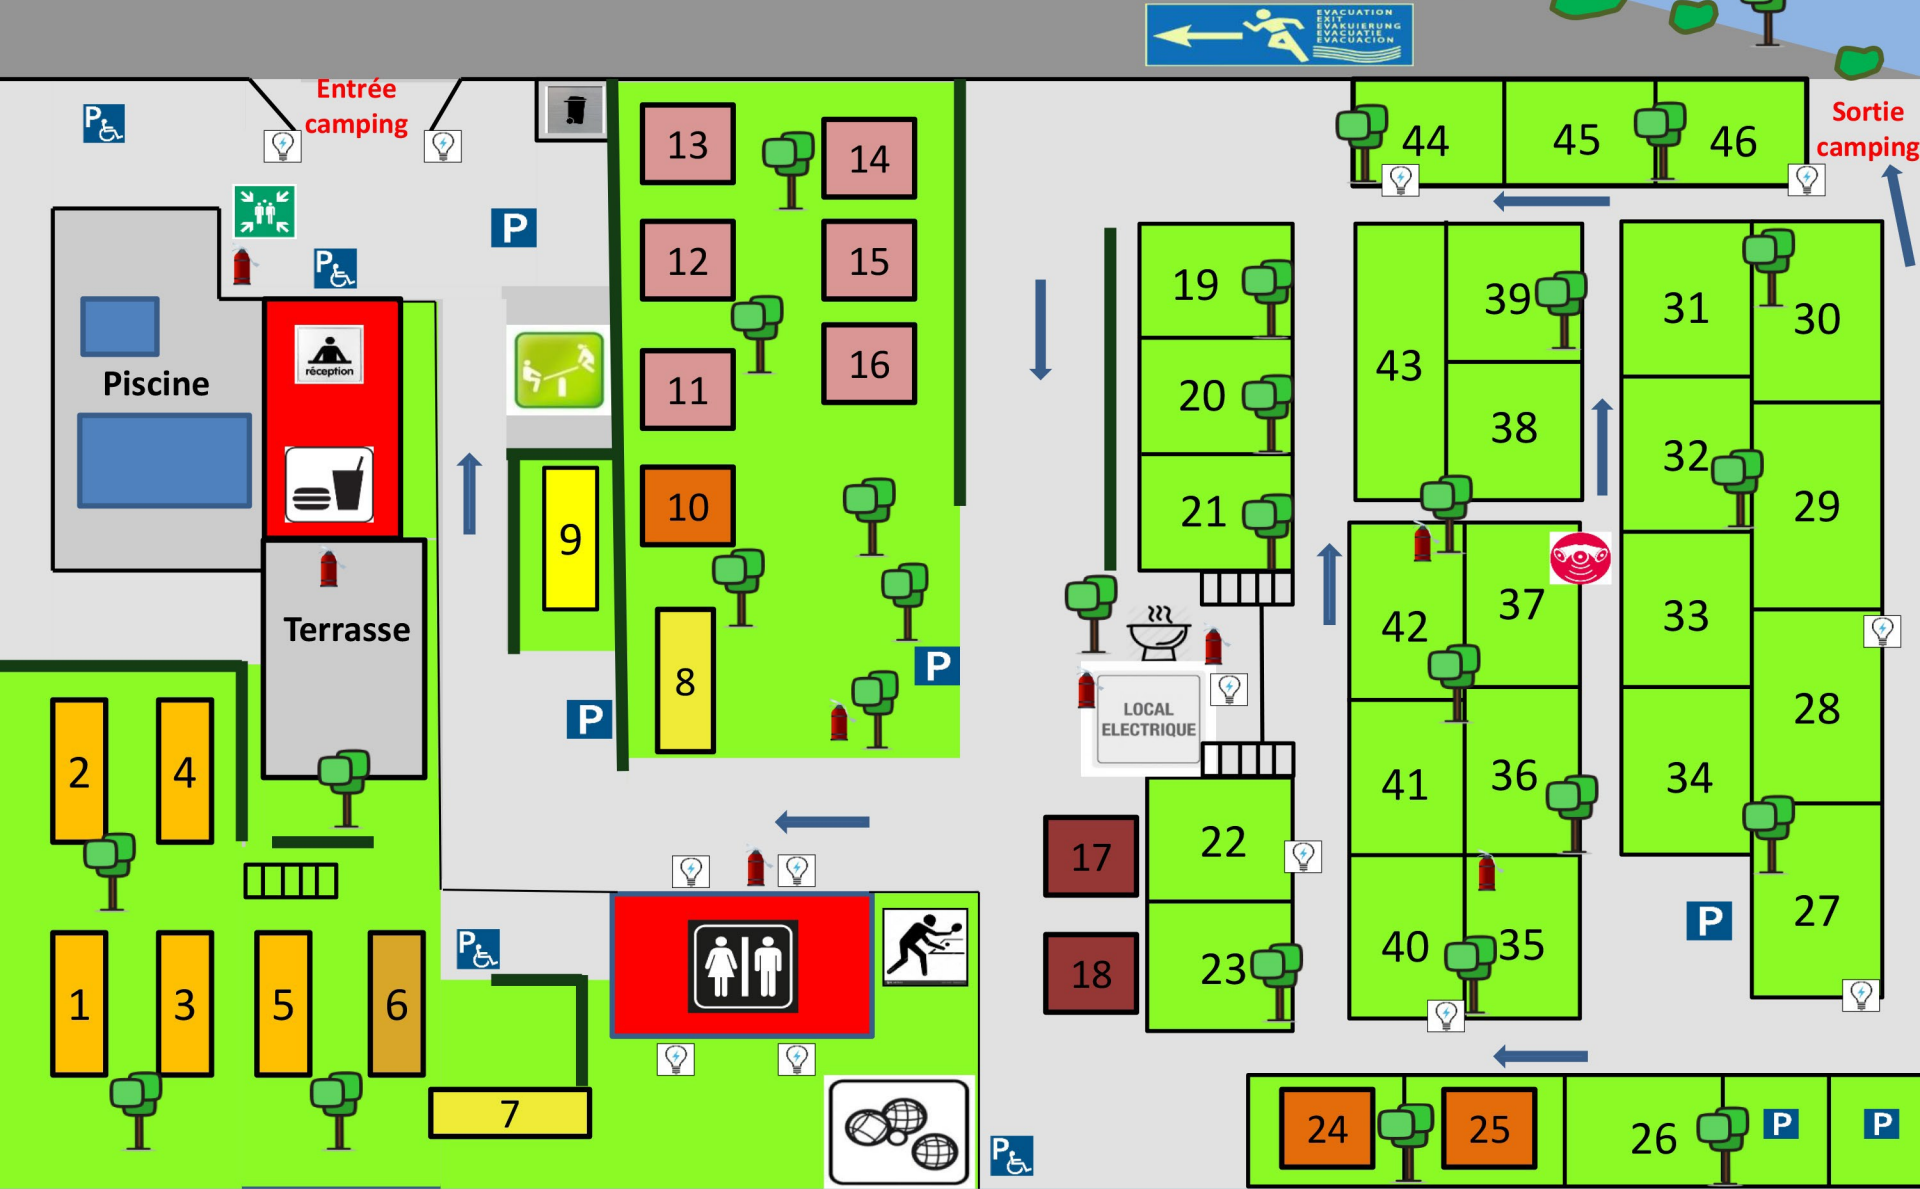 EVACUATION
EXIT
EVAKUIERUNG
EVACUATIE
EVACUACION
Entrée
camping
Sortie
camping
P
P
P
13
14
44
45
46
12
15
19
39
31
30
réception
Piscine
11
16
43
20
38
32
29
10
21
9
Terrasse
8
P
P
42
37
33
28
LOCAL
ELECTRIQUE
2
4
41
36
34
17
22
27
P
P
18
23
40
35
1
3
5
6
7
24
25
26
P
P
P